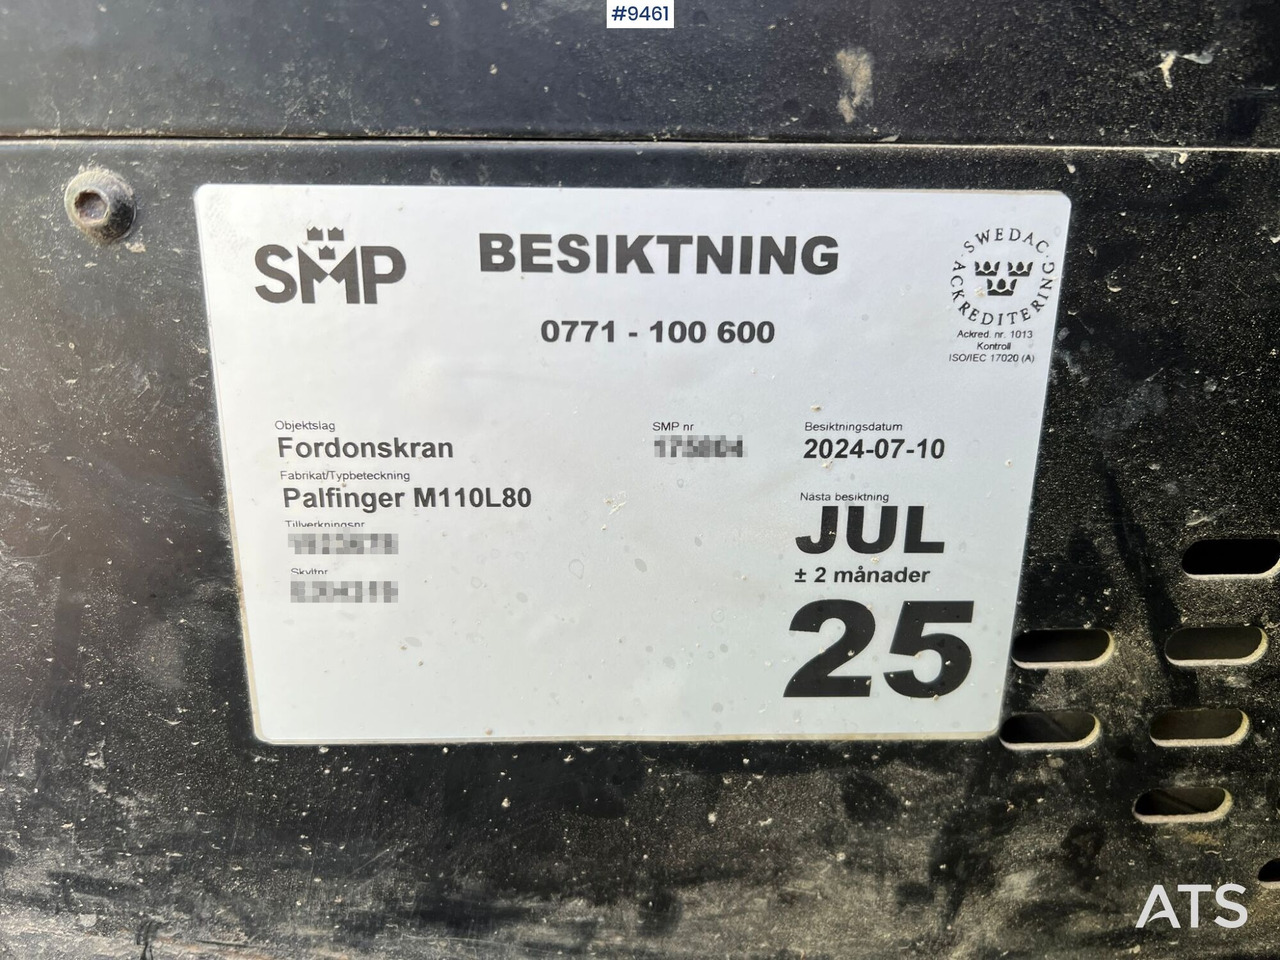 #9461
SMP
BESIKTNING
0771 - 100 600
SWEDAC ACKREDITERING
Ackred. nr. 1013
Kontroll
ISO/IEC 17020 (A)
Objektslag
Fordonskran
Fabrikat/Typbeteckning
Palfinger M110L80
Tillverkningsnr
Skyltnr
SMP nr
Besiktningsdatum
2024-07-10
Nästa besiktning
JUL
± 2 månader
25
ATS